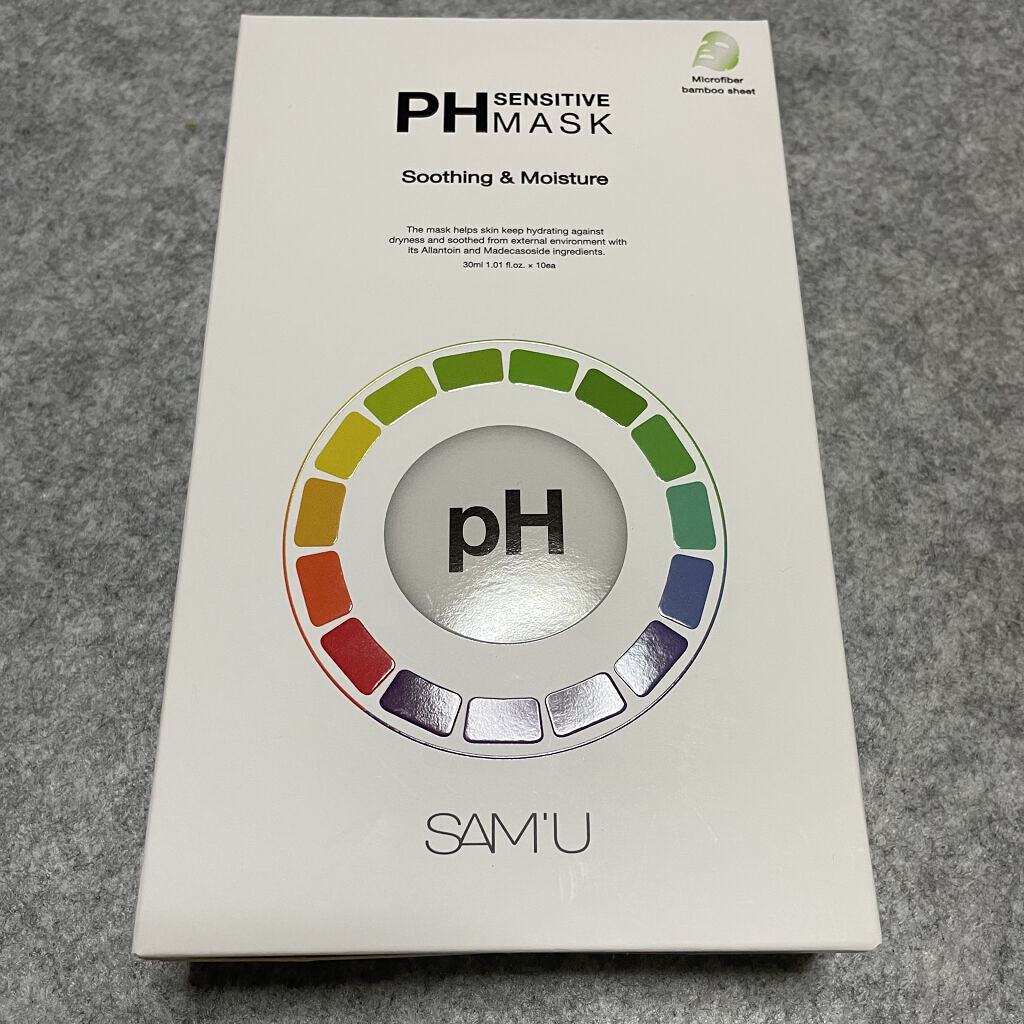 Microfiber
bamboo sheet
PH SENSITIVE
MASK
Soothing & Moisture
The mask helps skin keep hydrating against
dryness and soothed from external environment with
its Allantoin and Madecasoside ingredients.
30ml 1.01 fl.oz. × 10ea
pH
SAM'U